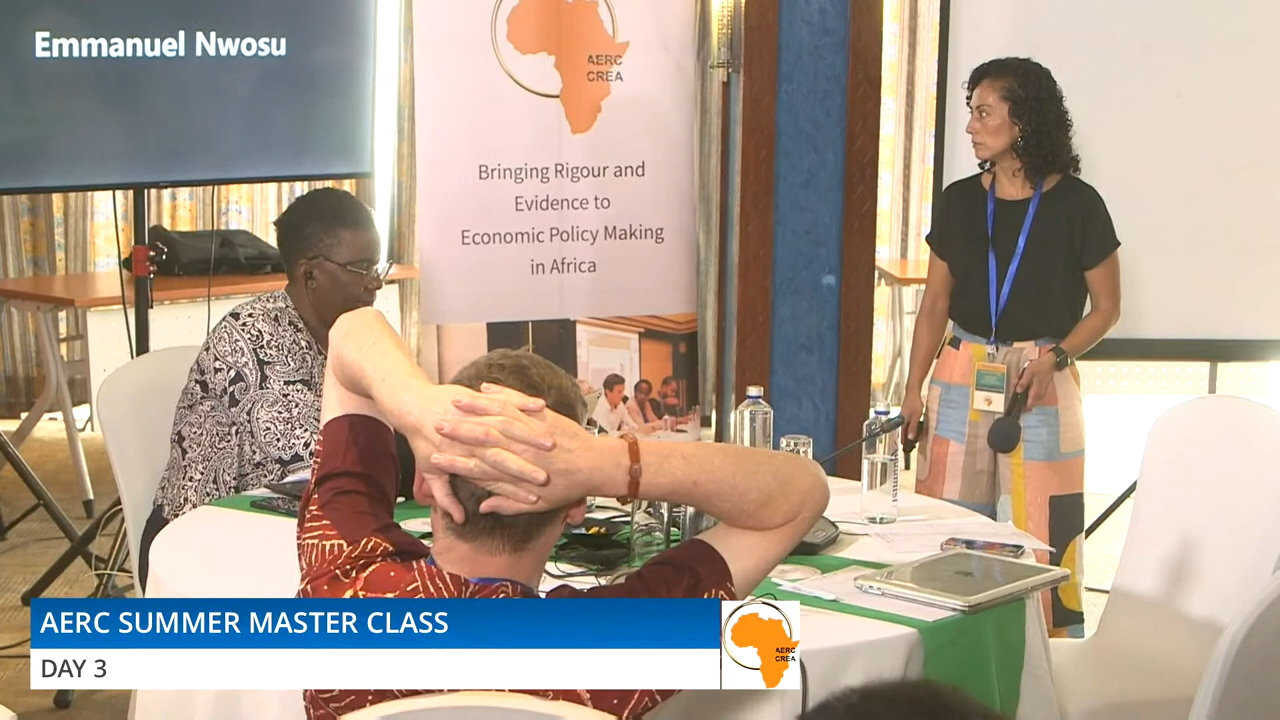 Emmanuel Nwosu
AERC
CREA
Bringing Rigour and
Evidence to
Economic Policy Making
in Africa
AERC SUMMER MASTER CLASS
DAY 3
AERC
CREA